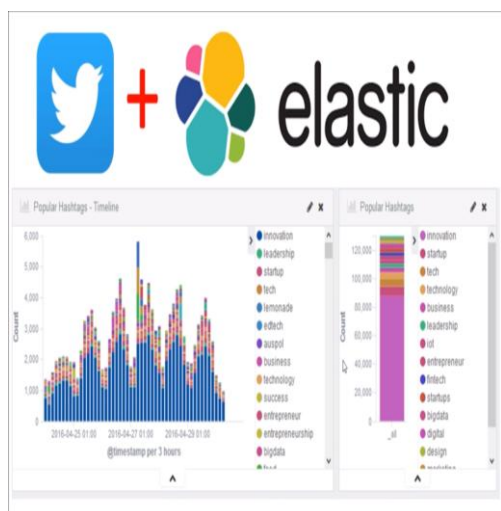 + elastic
Popular Hashtags - Timeline
6,000
5,000
4,000
3,000
2,000
1,000
0
Count
2016-04-25 01:00 2016-04-27 01:00 2016-04-29 01:00
@timestamp per 3 hours
innovation
leadership
startup
tech
lemonade
edtech
auspol
business
technology
success
entrepreneur
entrepreneurship
bigdata
food
Popular Hashtags
120,000
100,000
80,000
60,000
40,000
20,000
0
Count
_all
innovation
startup
tech
technology
business
leadership
iot
entrepreneur
fintech
startups
bigdata
digital
design
marketing